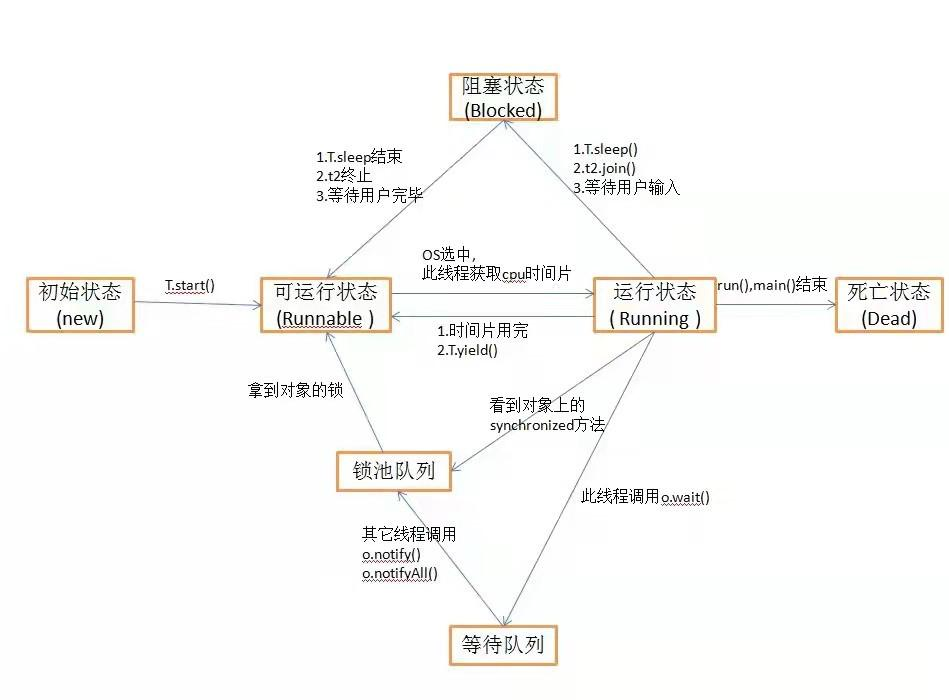 阻塞状态
(Blocked)
1.T.sleep结束
2.t2终止
3.等待用户完毕
1.T.sleep()
2.t2.join()
3.等待用户输入
OS选中,
此线程获取cpu时间片
初始状态
(new)
T.start()
可运行状态
(Runnable )
运行状态
( Running )
run(),main()结束
死亡状态
(Dead)
1.时间片用完
2.T.yield()
拿到对象的锁
看到对象上的
synchronized方法
锁池队列
此线程调用o.wait()
其它线程调用
o.notify()
o.notifyAll()
等待队列